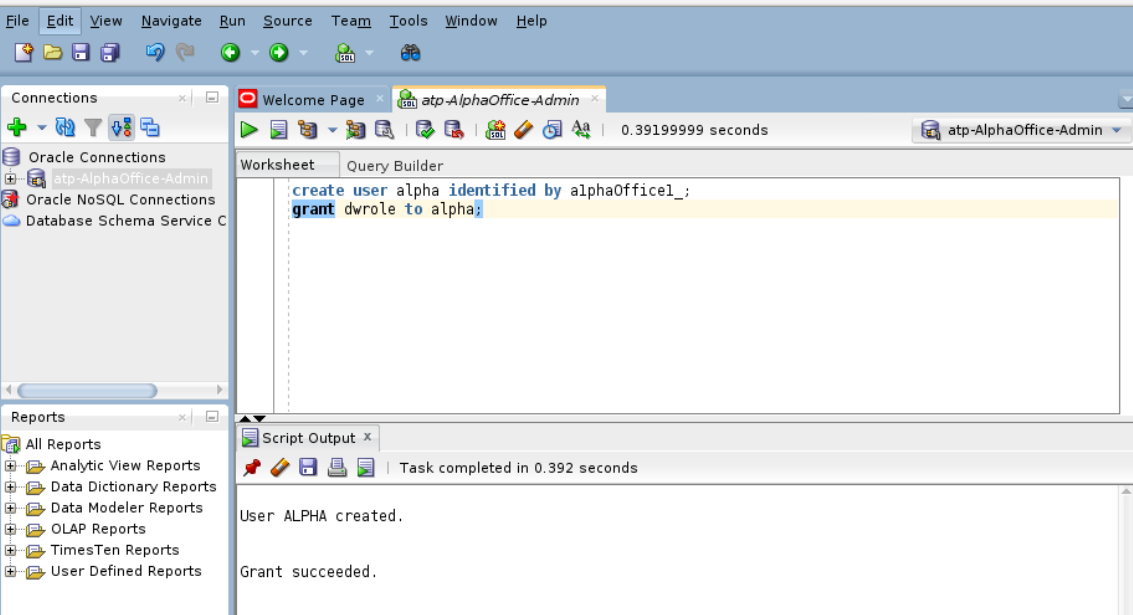 File Edit View Navigate Run Source Team Tools Window Help
Connections
Oracle Connections
atp-AlphaOffice-Admin
Oracle NoSQL Connections
Database Schema Service C
Reports
All Reports
Analytic View Reports
Data Dictionary Reports
Data Modeler Reports
OLAP Reports
TimesTen Reports
User Defined Reports
Welcome Page atp-AlphaOffice-Admin
0.39199999 seconds atp-AlphaOffice-Admin
Worksheet Query Builder
create user alpha identified by alphaOffice1_;
grant dwrole to alpha;
Script Output
Task completed in 0.392 seconds
User ALPHA created.
Grant succeeded.